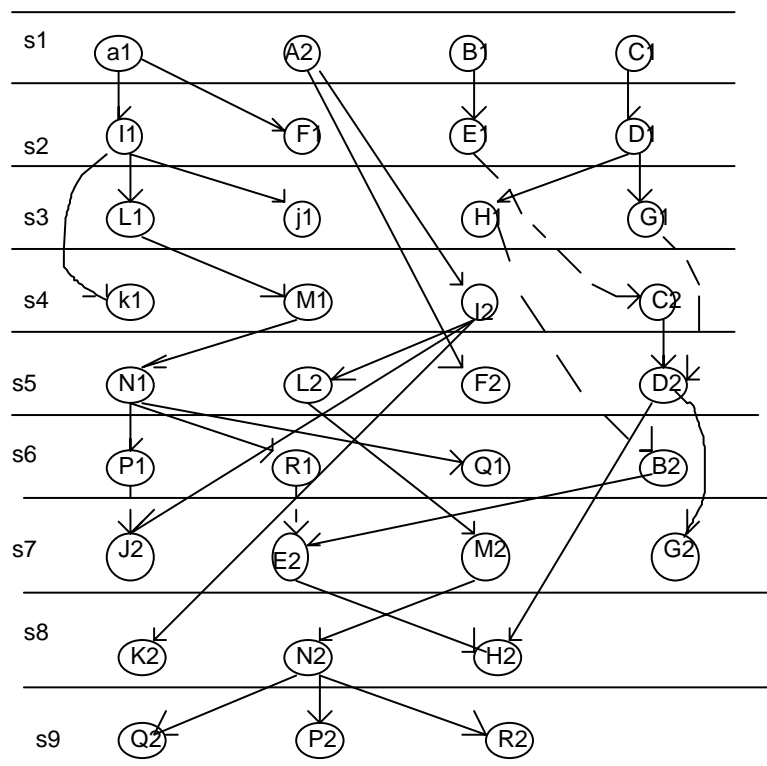 s1 a1 A2 B1 C1
s2 I1 F1 E1 D1
s3 L1 j1 H1 G1
s4 k1 M1 I2 C2
s5 N1 L2 F2 D2
s6 P1 R1 Q1 B2
s7 J2 E2 M2 G2
s8 K2 N2 H2
s9 Q2 P2 R2